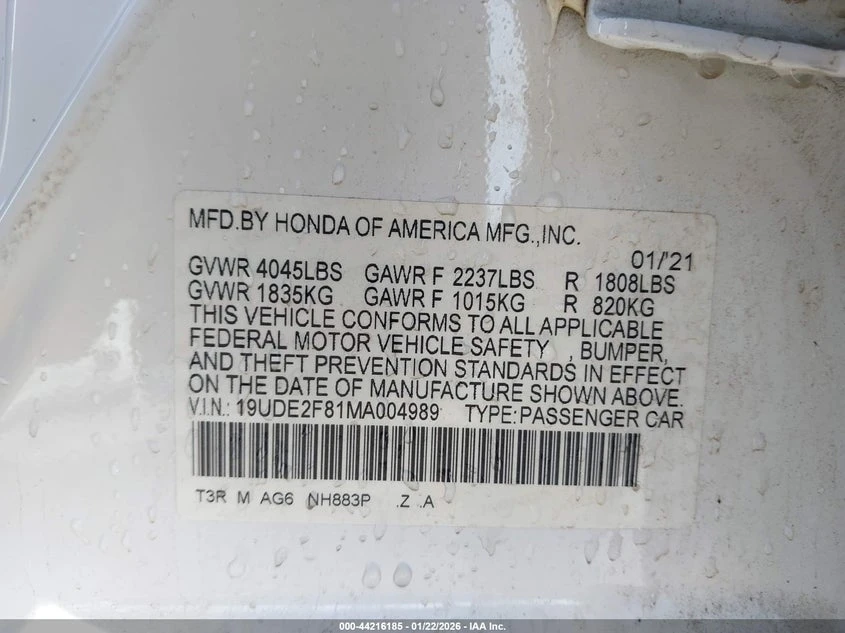 MFD.BY HONDA OF AMERICA MFG.,INC.
01/'21
GVWR 4045LBS GAWR F 2237LBS R 1808LBS
GVWR 1835KG GAWR F 1015KG R 820KG
THIS VEHICLE CONFORMS TO ALL APPLICABLE
FEDERAL MOTOR VEHICLE SAFETY , BUMPER,
AND THEFT PREVENTION STANDARDS IN EFFECT
ON THE DATE OF MANUFACTURE SHOWN ABOVE.
V.I.N.: 19UDE2F81MA004989 TYPE:PASSENGER CAR
T3R M AG6 NH883P .Z .A
000-44216185 - 01/22/2026 - IAA Inc.